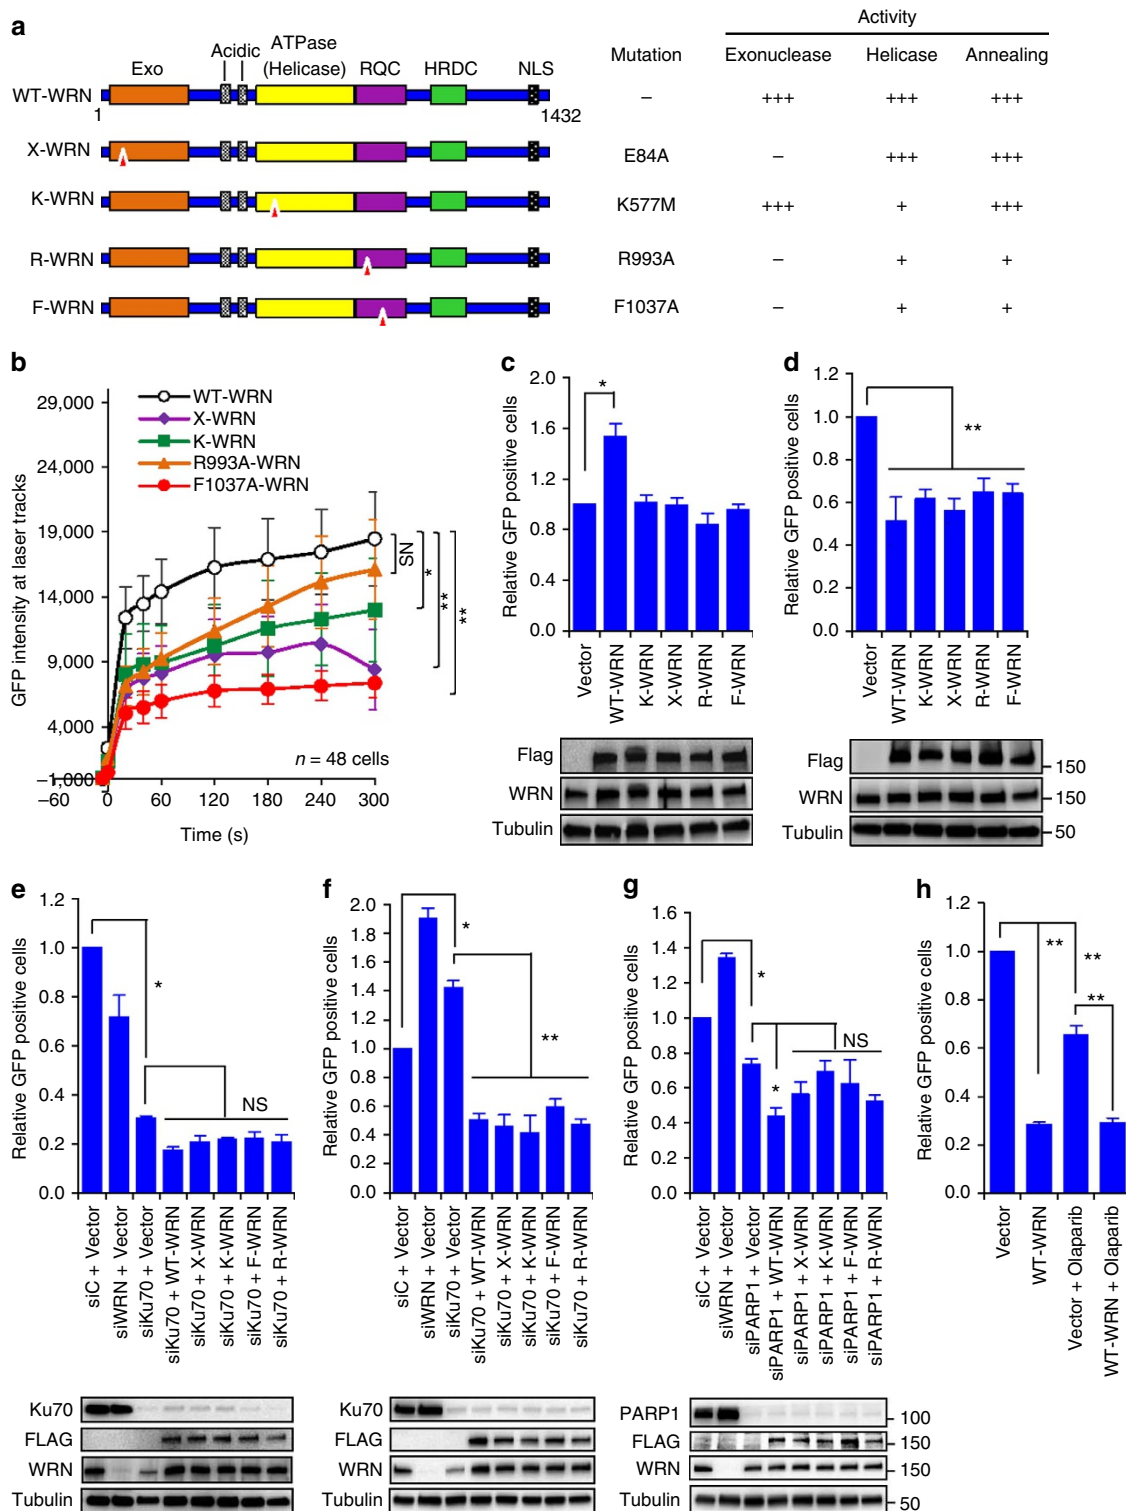 a
Acidic
ATPase
(Helicase)
Exo
RQC
HRDC
NLS
Activity
Mutation
Exonuclease
Helicase
Annealing
WT-WRN
1
1432
– +++ +++ +++
X-WRN
E84A – +++ +++
K-WRN
K577M +++ + +++
R-WRN
R993A – + +
F-WRN
F1037A – + +
b
GFP intensity at laser tracks
29,000
24,000
19,000
14,000
9,000
4,000
–1,000
WT-WRN
X-WRN
K-WRN
R993A-WRN
F1037A-WRN
NS
*
**
**
n = 48 cells
–60 0 60 120 180 240 300
Time (s)
c
Relative GFP positive cells
2.0
1.6
1.2
0.8
0.4
0.0
*
Vector
WT-WRN
K-WRN
X-WRN
R-WRN
F-WRN
Flag
WRN
Tubulin
d
Relative GFP positive cells
1.2
1.0
0.8
0.6
0.4
0.2
0.0
**
Vector
WT-WRN
K-WRN
X-WRN
R-WRN
F-WRN
Flag
150
WRN
150
Tubulin
50
e
Relative GFP positive cells
1.2
1.0
0.8
0.6
0.4
0.2
0.0
*
NS
siC + Vector
siWRN + Vector
siKu70 + Vector
siKu70 + WT-WRN
siKu70 + X-WRN
siKu70 + K-WRN
siKu70 + F-WRN
siKu70 + R-WRN
Ku70
FLAG
WRN
Tubulin
f
Relative GFP positive cells
2.0
1.8
1.6
1.4
1.2
1.0
0.8
0.6
0.4
0.2
0.0
*
**
siC + Vector
siWRN + Vector
siKu70 + Vector
siKu70 + WT-WRN
siKu70 + X-WRN
siKu70 + K-WRN
siKu70 + F-WRN
siKu70 + R-WRN
Ku70
FLAG
WRN
Tubulin
g
Relative GFP positive cells
1.6
1.4
1.2
1.0
0.8
0.6
0.4
0.2
0.0
*
*
NS
siC + Vector
siWRN + Vector
siPARP1 + Vector
siPARP1 + WT-WRN
siPARP1 + X-WRN
siPARP1 + K-WRN
siPARP1 + F-WRN
siPARP1 + R-WRN
PARP1
100
FLAG
150
WRN
150
Tubulin
50
h
Relative GFP positive cells
1.2
1.0
0.8
0.6
0.4
0.2
0.0
**
**
**
Vector
WT-WRN
Vector + Olaparib
WT-WRN + Olaparib